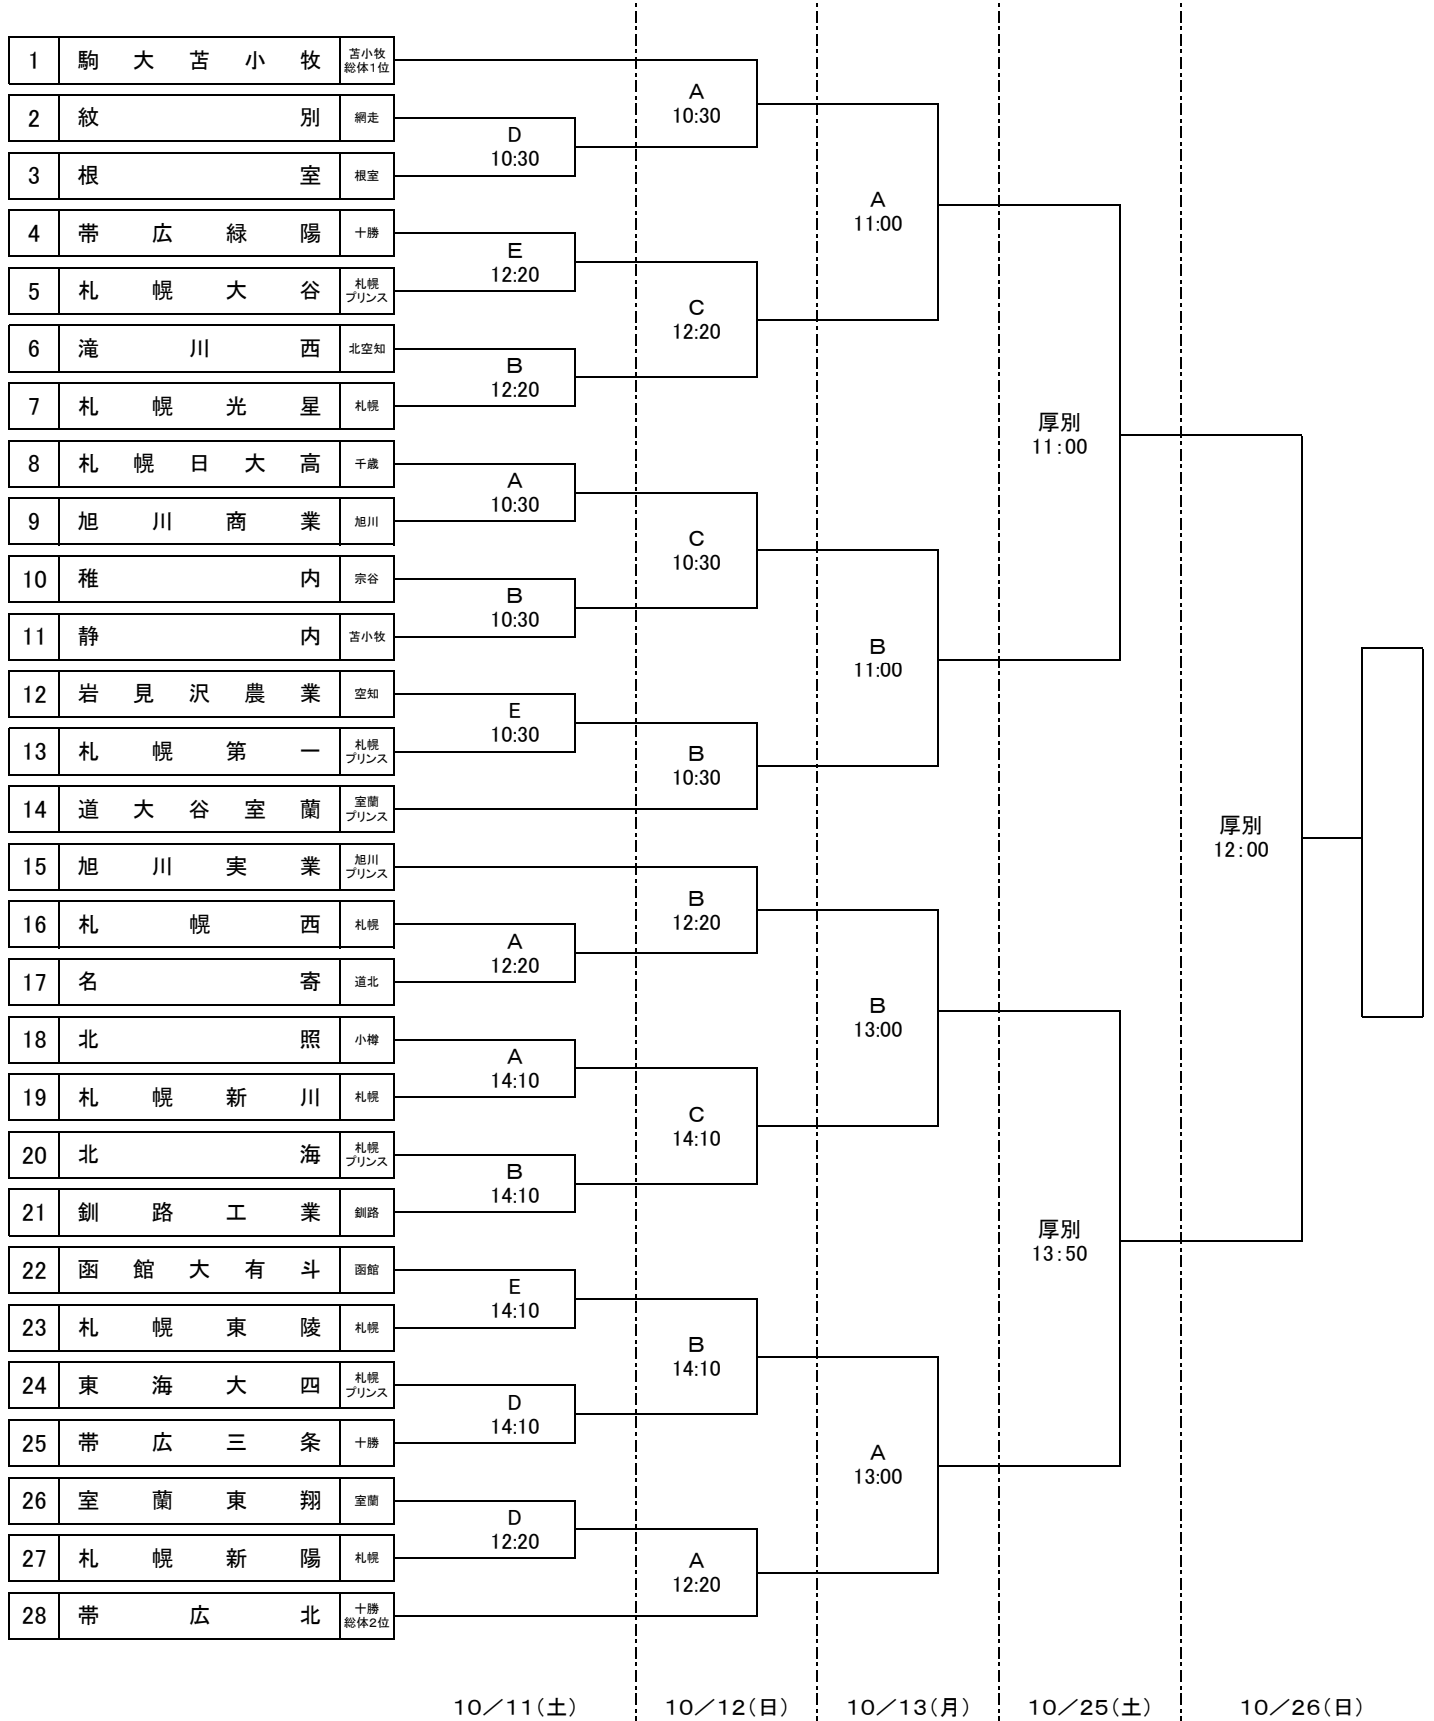 1 駒大苫小牧 苫小牧
総体1位
2 紋別 網走
3 根室 根室
4 帯広緑陽 十勝
5 札幌大谷 札幌
プリンス
6 滝川西 北空知
7 札幌光星 札幌
8 札幌日大高 千歳
9 旭川商業 旭川
10 稚内 宗谷
11 静内 苫小牧
12 岩見沢農業 空知
13 札幌第一 札幌
プリンス
14 道大谷室蘭 室蘭
プリンス
15 旭川実業 旭川
プリンス
16 札幌西 札幌
17 名寄 道北
18 北照 小樽
19 札幌新川 札幌
20 北海 札幌
プリンス
21 釧路工業 釧路
22 函館大有斗 函館
23 札幌東陵 札幌
24 東海大四 札幌
プリンス
25 帯広三条 十勝
26 室蘭東翔 室蘭
27 札幌新陽 札幌
28 帯広北 十勝
総体2位
D
10:30
E
12:20
B
12:20
A
10:30
B
10:30
E
10:30
A
12:20
A
14:10
B
14:10
E
14:10
D
14:10
D
12:20
A
10:30
C
12:20
C
10:30
B
10:30
B
12:20
C
14:10
B
14:10
A
12:20
A
11:00
B
11:00
B
13:00
A
13:00
厚別
11:00
厚別
13:50
厚別
12:00
10/11(土) 10/12(日) 10/13(月) 10/25(土) 10/26(日)